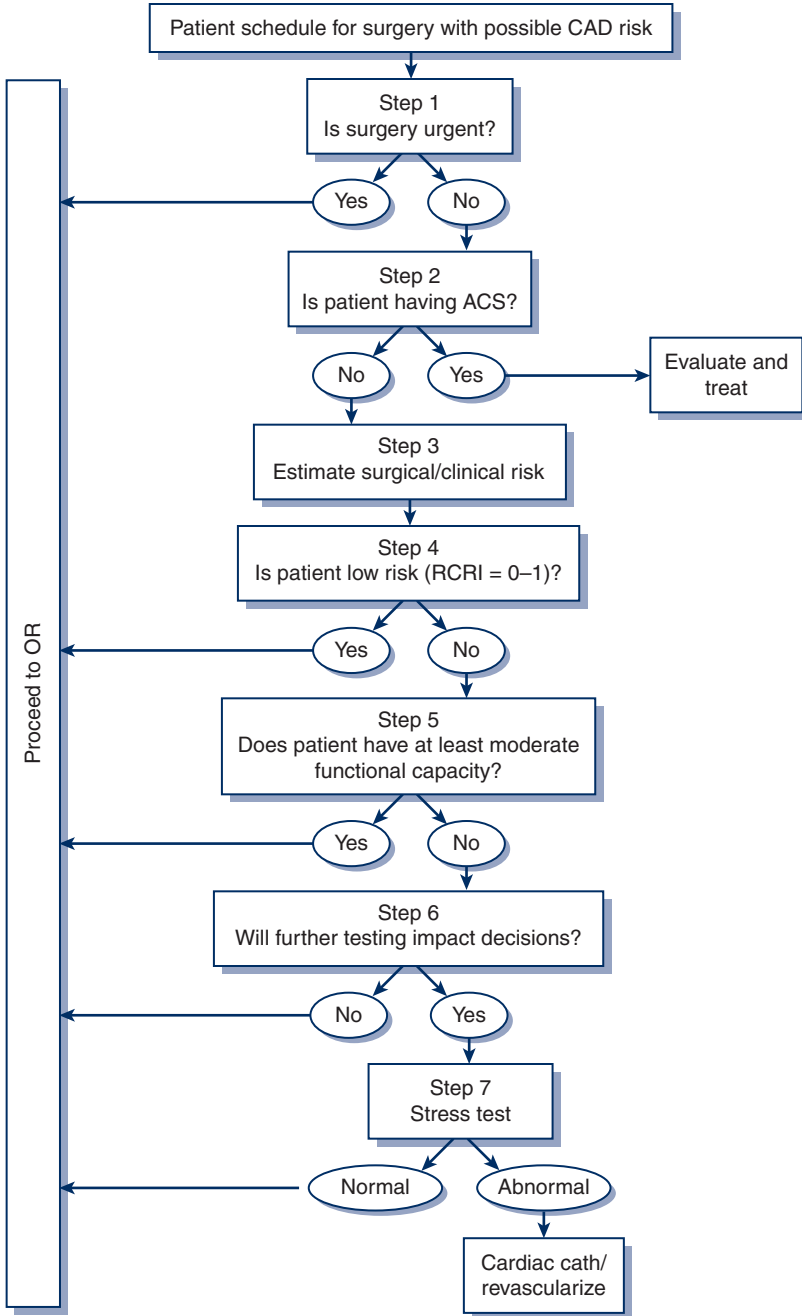 Patient schedule for surgery with possible CAD risk
Step 1
Is surgery urgent?
Yes
No
Step 2
Is patient having ACS?
No
Yes
Evaluate and
treat
Step 3
Estimate surgical/clinical risk
Step 4
Is patient low risk (RCRI = 0–1)?
Yes
No
Proceed to OR
Step 5
Does patient have at least moderate
functional capacity?
Yes
No
Step 6
Will further testing impact decisions?
No
Yes
Step 7
Stress test
Normal
Abnormal
Cardiac cath/
revascularize